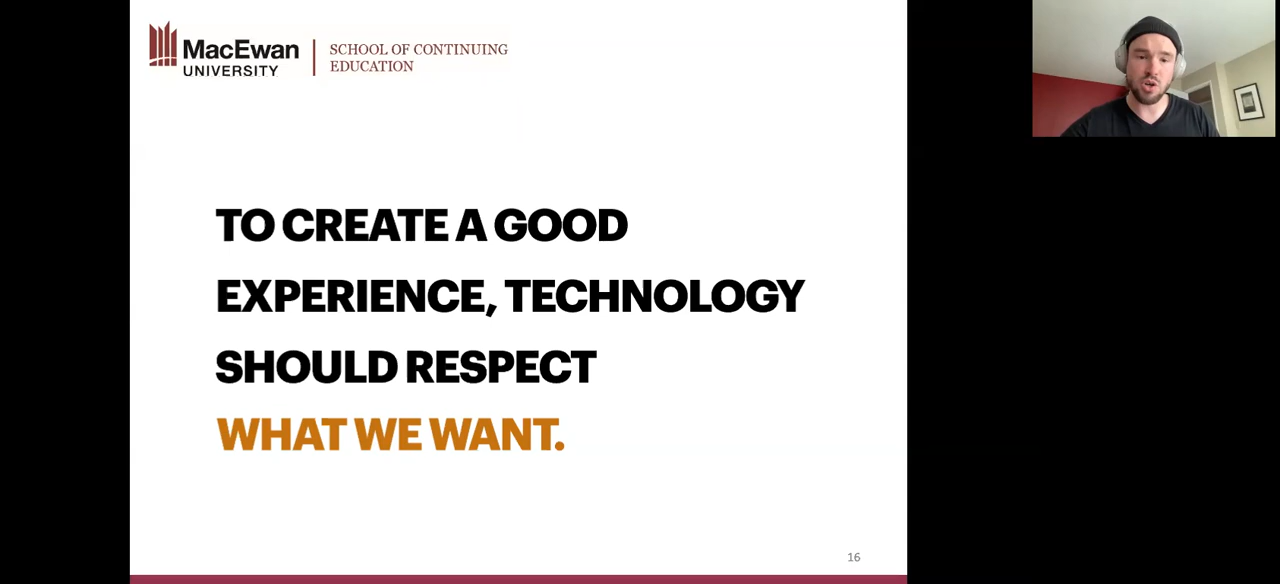 MacEwan
UNIVERSITY
SCHOOL OF CONTINUING
EDUCATION
TO CREATE A GOOD
EXPERIENCE, TECHNOLOGY
SHOULD RESPECT
WHAT WE WANT.
16